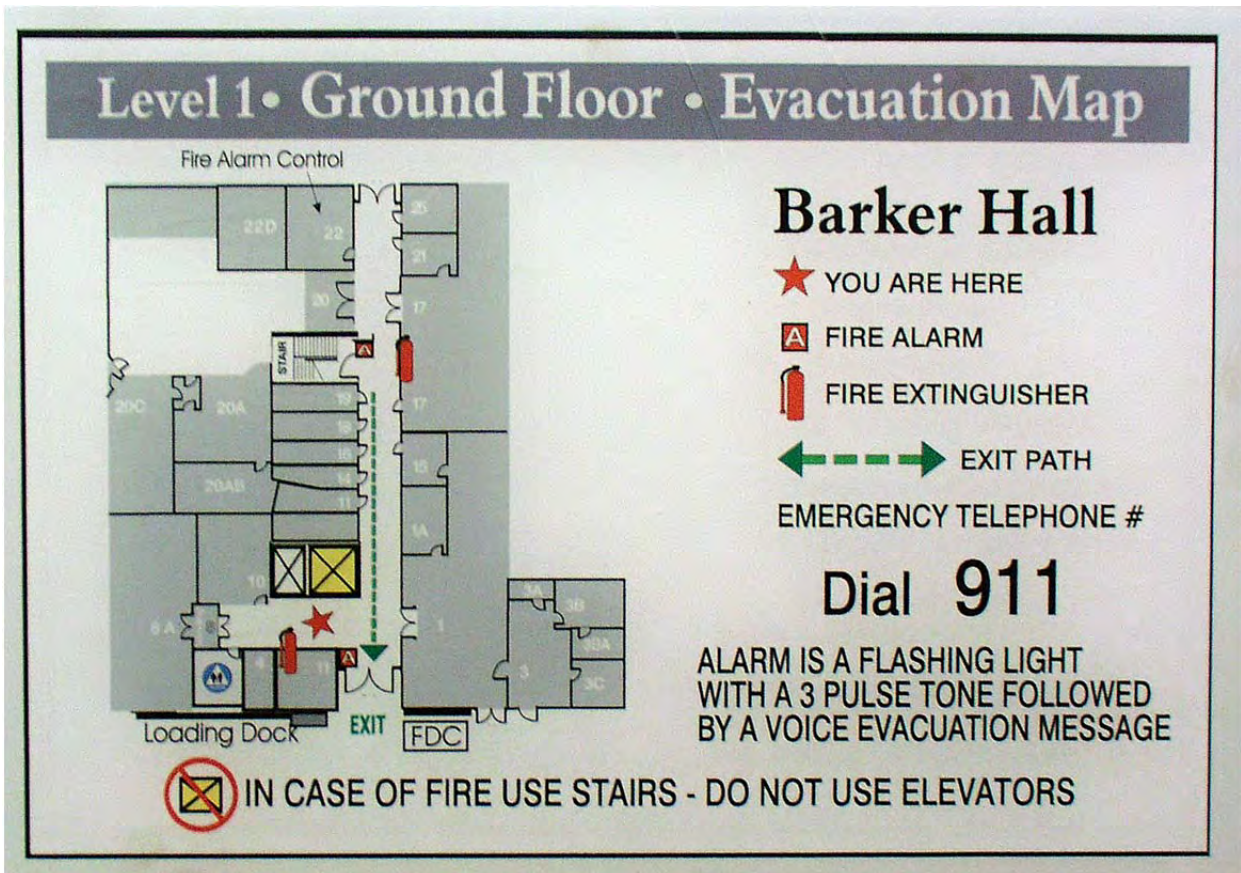 Level 1 • Ground Floor • Evacuation Map
Fire Alarm Control
22D
22
25
21
20
17
STAIR
A
20C
20A
19
17
18
16
15
20AB
14
11
1A
10
3A
3B
6 A
8
1
3BA
4
11
A
3
3C
Loading Dock
EXIT
FDC
Barker Hall
YOU ARE HERE
A FIRE ALARM
FIRE EXTINGUISHER
EXIT PATH
EMERGENCY TELEPHONE #
Dial 911
ALARM IS A FLASHING LIGHT
WITH A 3 PULSE TONE FOLLOWED
BY A VOICE EVACUATION MESSAGE
IN CASE OF FIRE USE STAIRS - DO NOT USE ELEVATORS